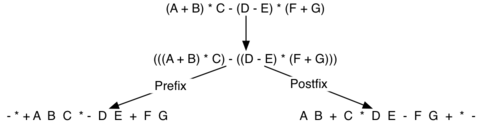 (A + B) * C - (D - E) * (F + G)
(((A + B) * C) - ((D - E) * (F + G)))
Prefix
Postfix
- * + A B C * - D E + F G
A B + C * D E - F G + * -